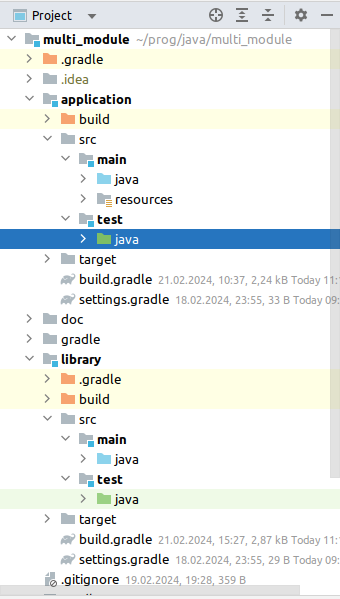 Project
multi_module ~/prog/java/multi_module
.gradle
.idea
application
build
src
main
java
resources
test
java
target
build.gradle 21.02.2024, 10:37, 2,24 kB Today 11:1
settings.gradle 18.02.2024, 23:55, 33 B Today 09:
doc
gradle
library
.gradle
build
src
main
java
test
java
target
build.gradle 21.02.2024, 15:27, 2,87 kB Today 11:1
settings.gradle 18.02.2024, 23:55, 29 B Today 09:
.gitignore 19.02.2024, 19:28, 359 B